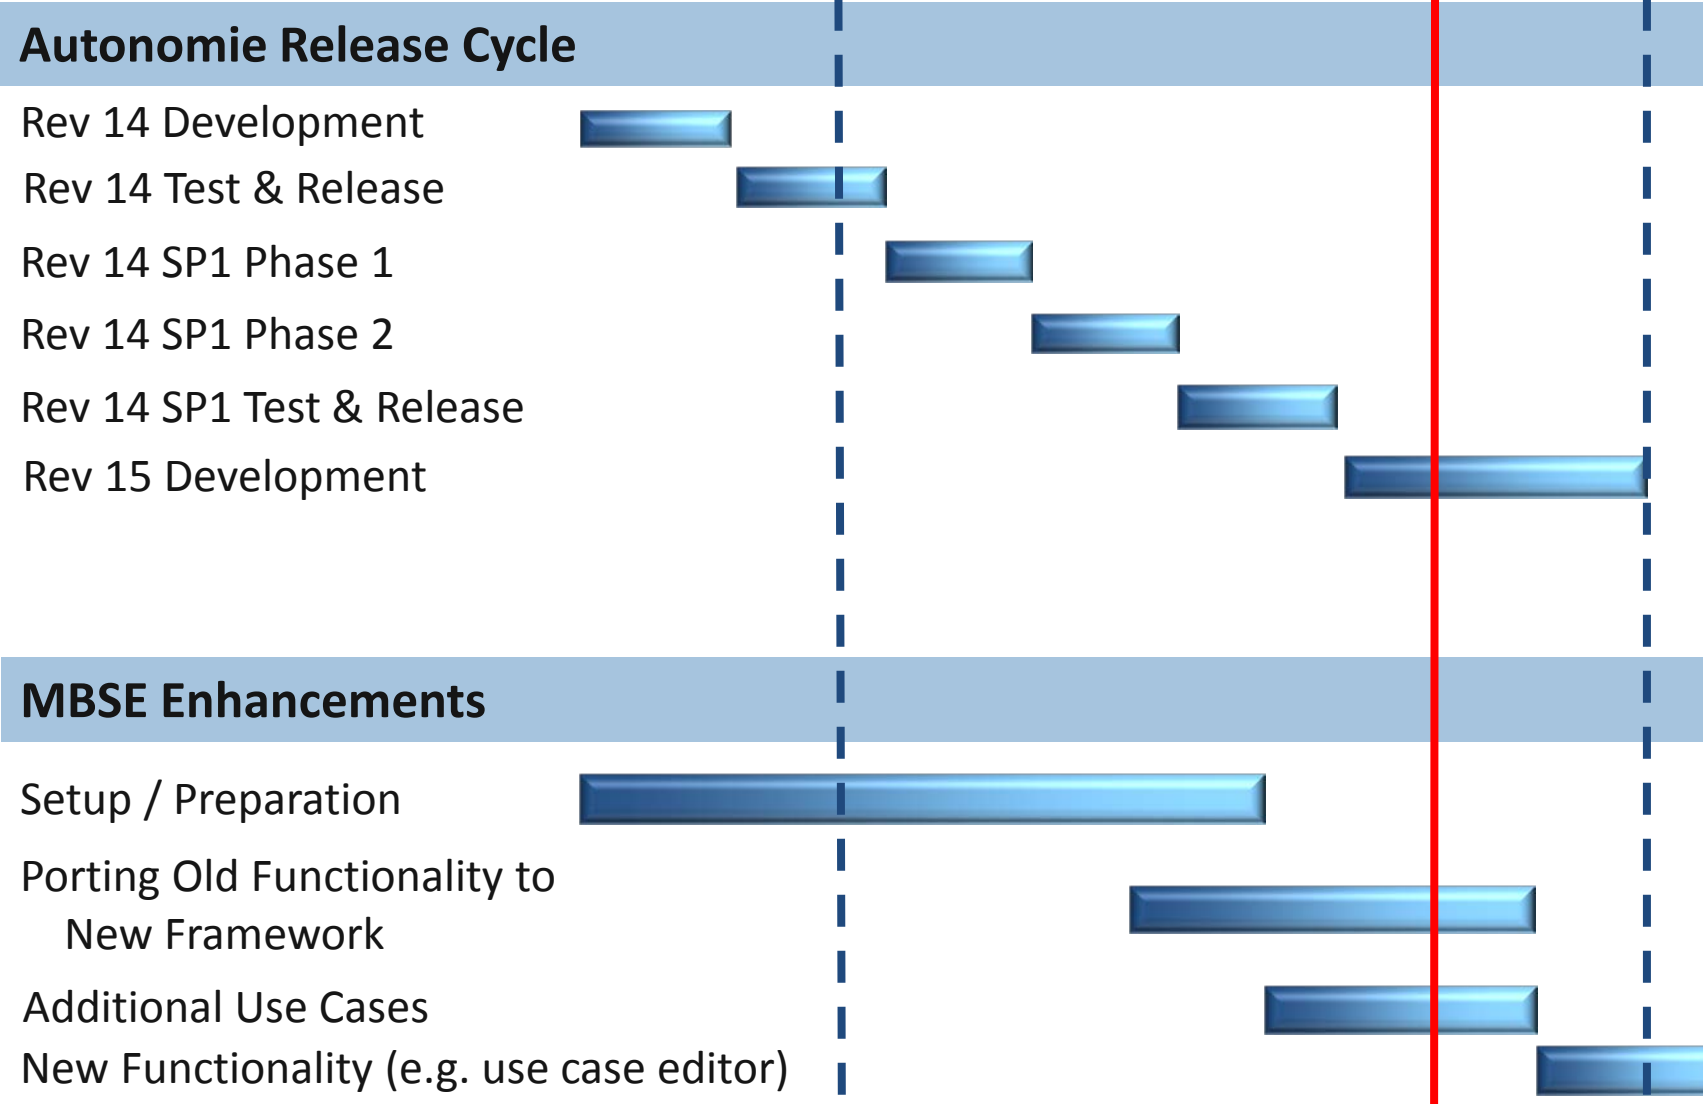 Autonomie Release Cycle
Rev 14 Development
Rev 14 Test & Release
Rev 14 SP1 Phase 1
Rev 14 SP1 Phase 2
Rev 14 SP1 Test & Release
Rev 15 Development
MBSE Enhancements
Setup / Preparation
Porting Old Functionality to
New Framework
Additional Use Cases
New Functionality (e.g. use case editor)